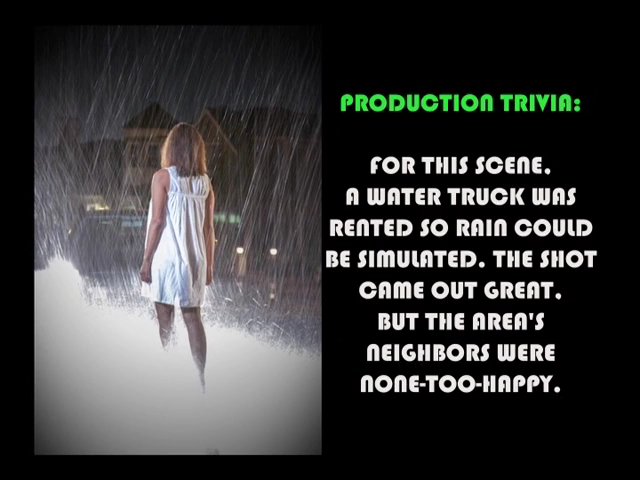 PRODUCTION TRIVIA:
FOR THIS SCENE,
A WATER TRUCK WAS
RENTED SO RAIN COULD
BE SIMULATED. THE SHOT
CAME OUT GREAT,
BUT THE AREA'S
NEIGHBORS WERE
NONE-TOO-HAPPY.